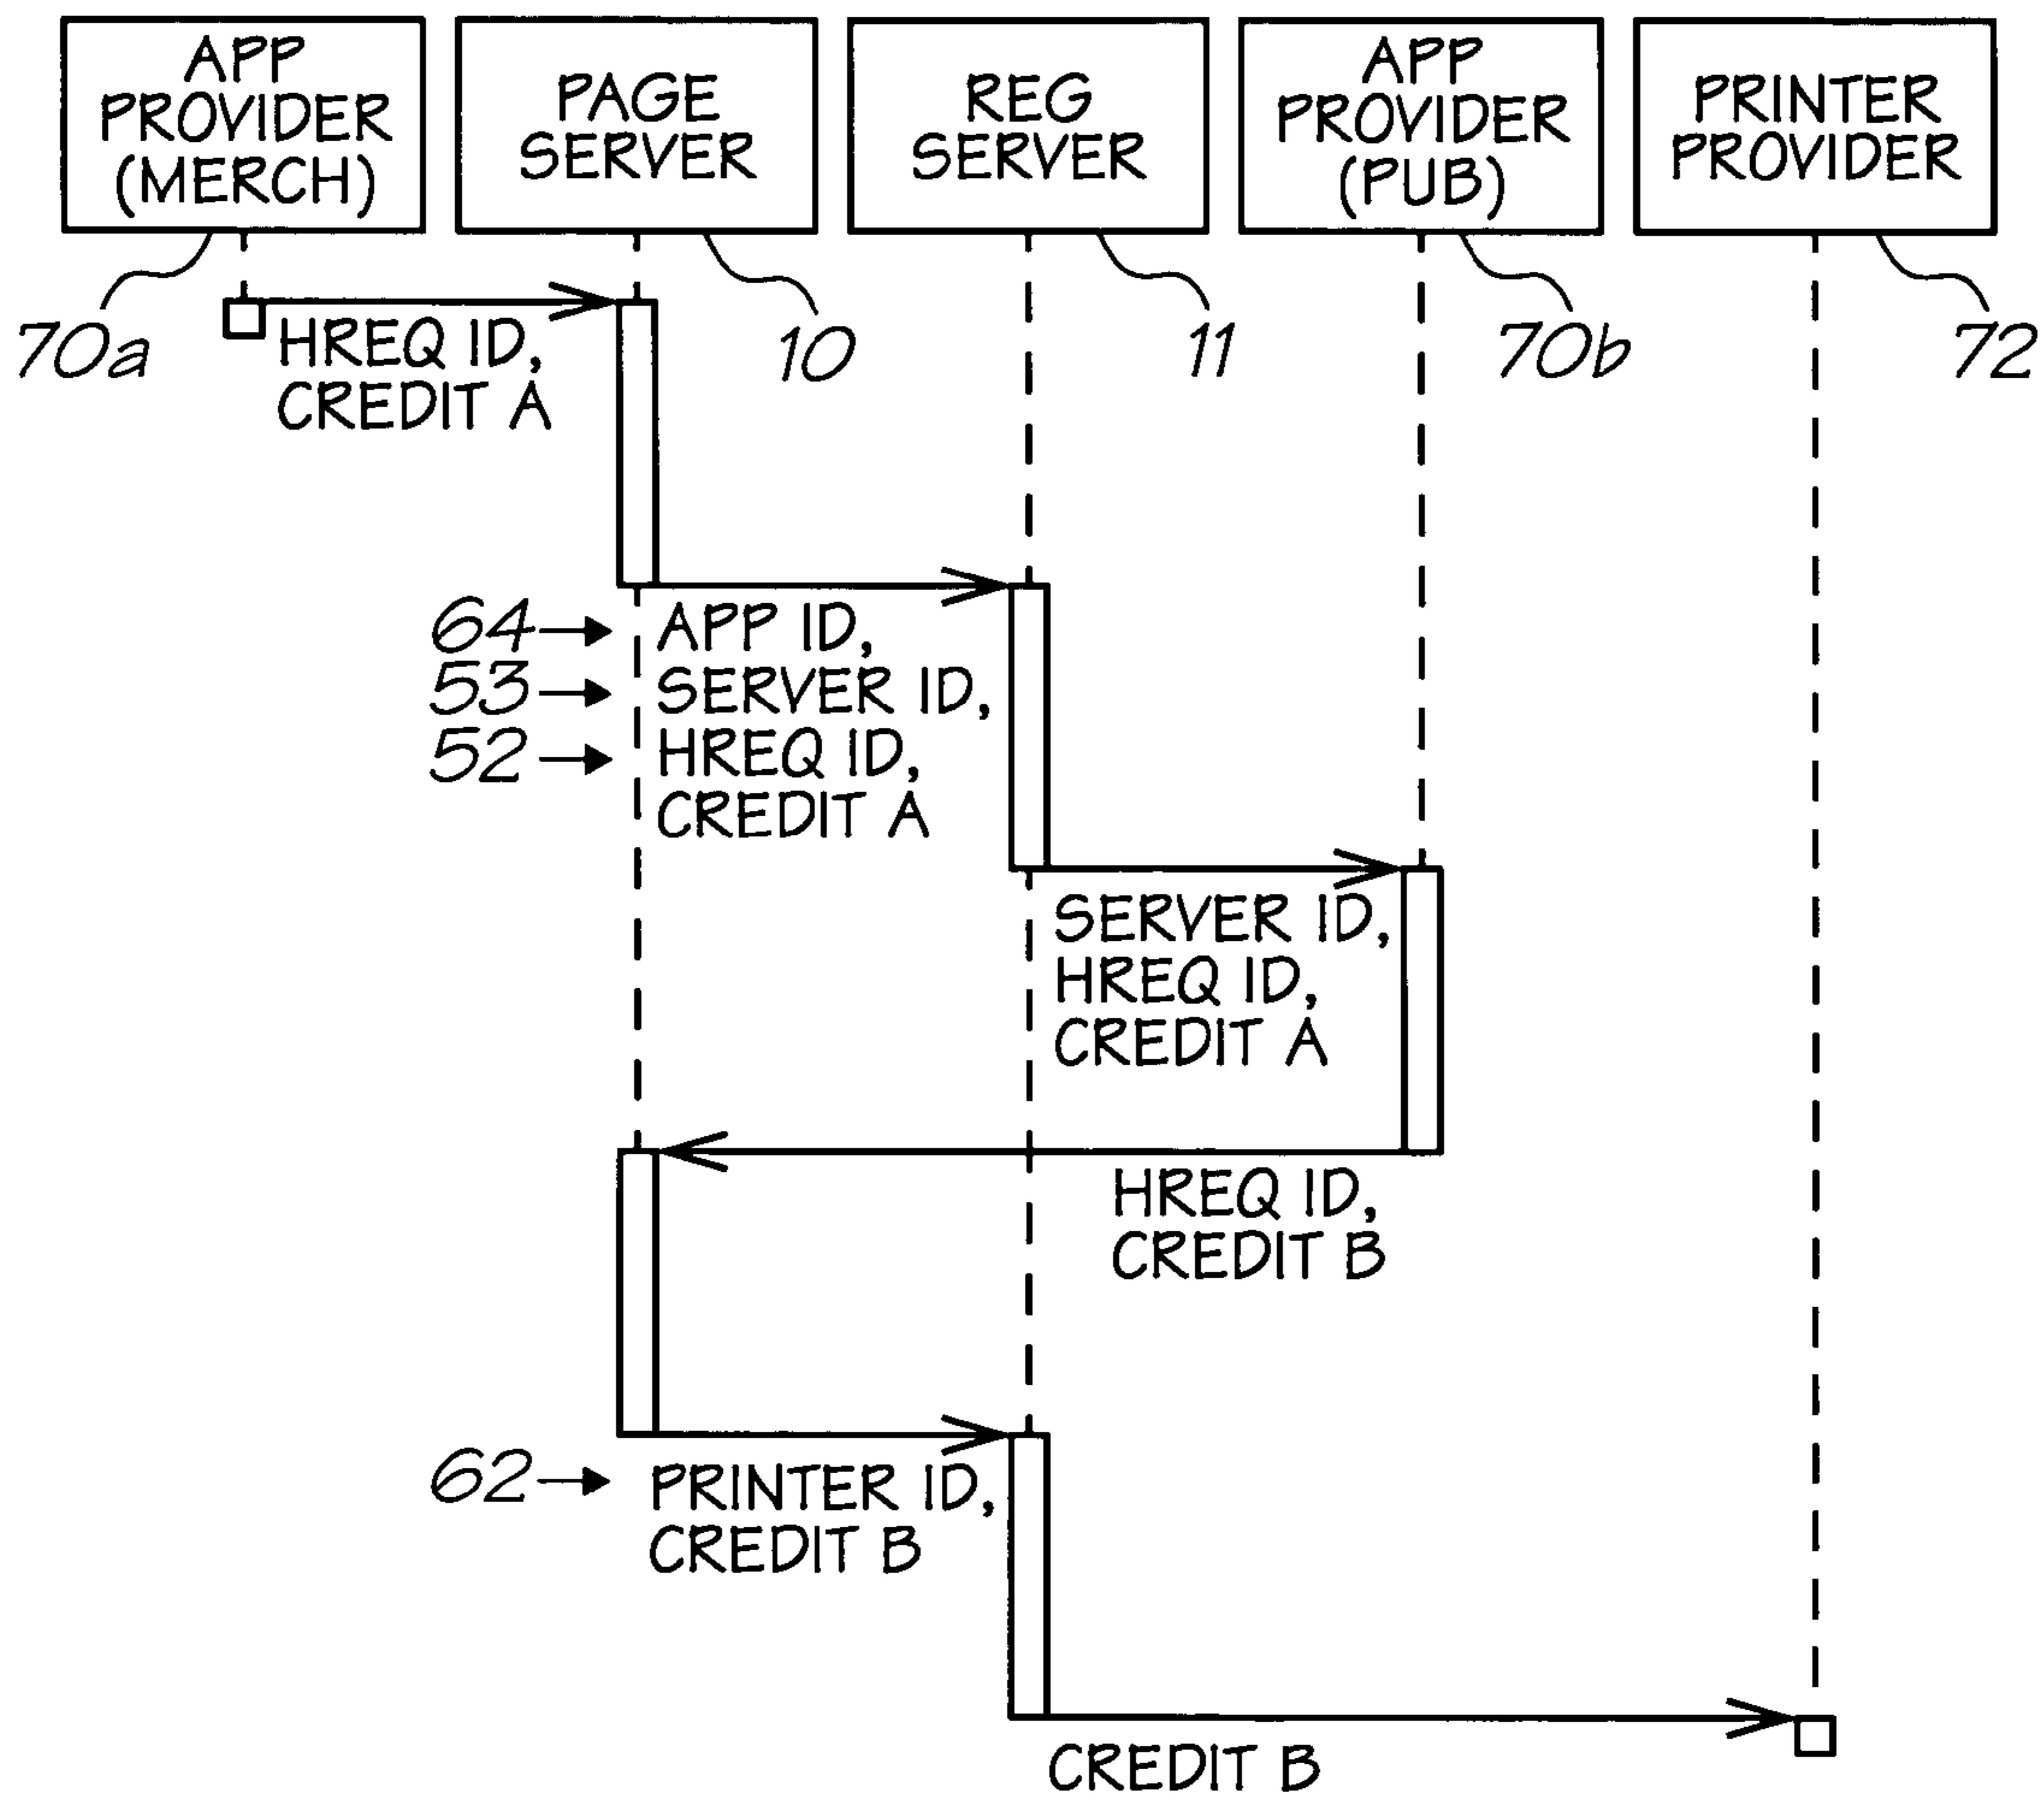 APP
PROVIDER
(MERCH)
PAGE
SERVER
REG
SERVER
APP
PROVIDER
(PUB)
PRINTER
PROVIDER
70a
10
11
70b
72
HREQ ID,
CREDIT A
64
APP ID,
53
SERVER ID,
52
HREQ ID,
CREDIT A
SERVER ID,
HREQ ID,
CREDIT A
HREQ ID,
CREDIT B
62
PRINTER ID,
CREDIT B
CREDIT B